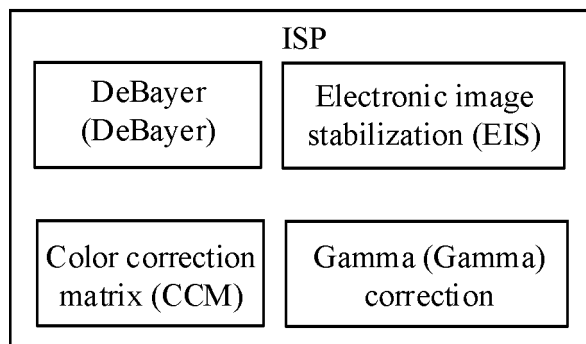 ISP
DeBayer
(DeBayer)
Electronic image
stabilization (EIS)
Color correction
matrix (CCM)
Gamma (Gamma)
correction